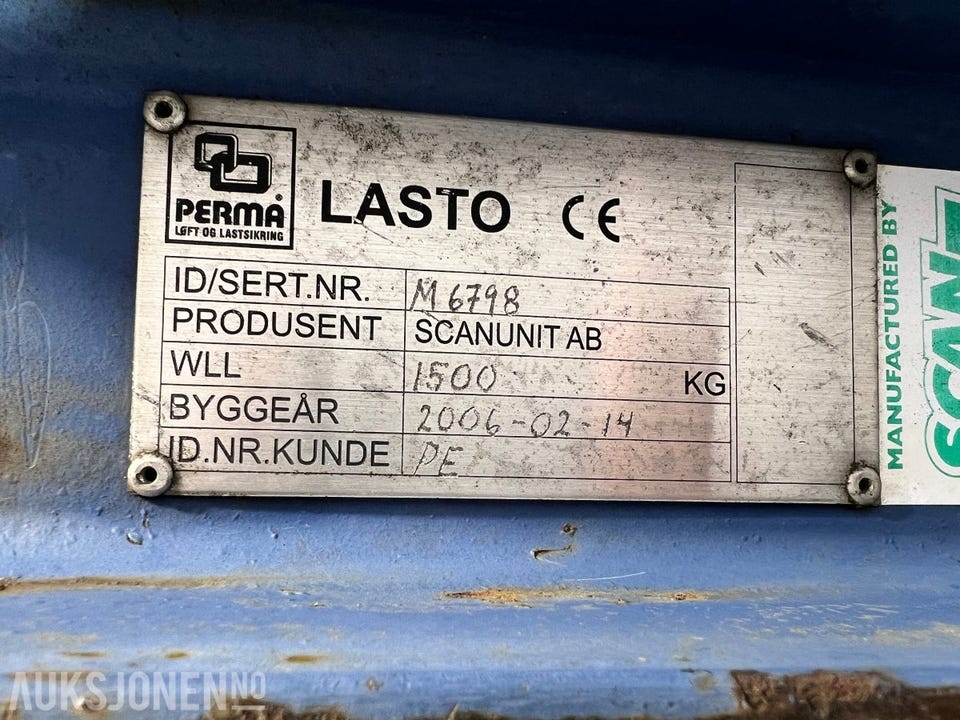 PERMA
LØFT OG LASTSIKRING
LASTO CE
ID/SERT.NR. M 6798
PRODUSENT SCANUNIT AB
WLL 1500 KG
BYGGEÅR 2006-02-14
ID.NR.KUNDE PE
MANUFACTURED BY
AUKSJONEN.NO